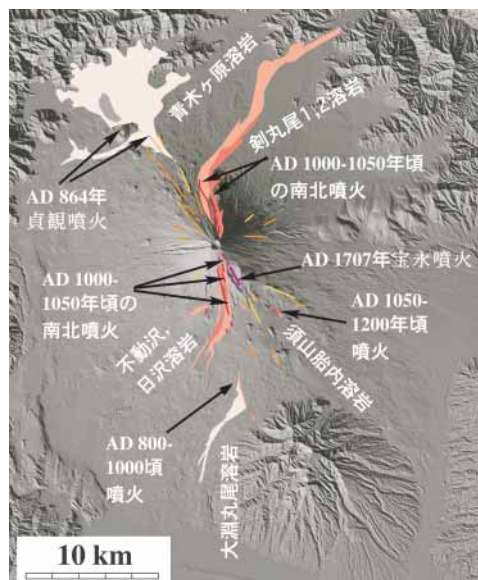 青木ヶ原溶岩
剣丸尾1,2溶岩
AD 1000-1050年頃
の南北噴火
AD 864年
貞観噴火
AD 1707年宝永噴火
AD 1000-
1050年頃の
南北噴火
AD 1050-
1200年頃
噴火
不動沢,
日沢溶岩
須山胎内溶岩
AD 800-
1000頃
噴火
大淵丸尾溶岩
10 km